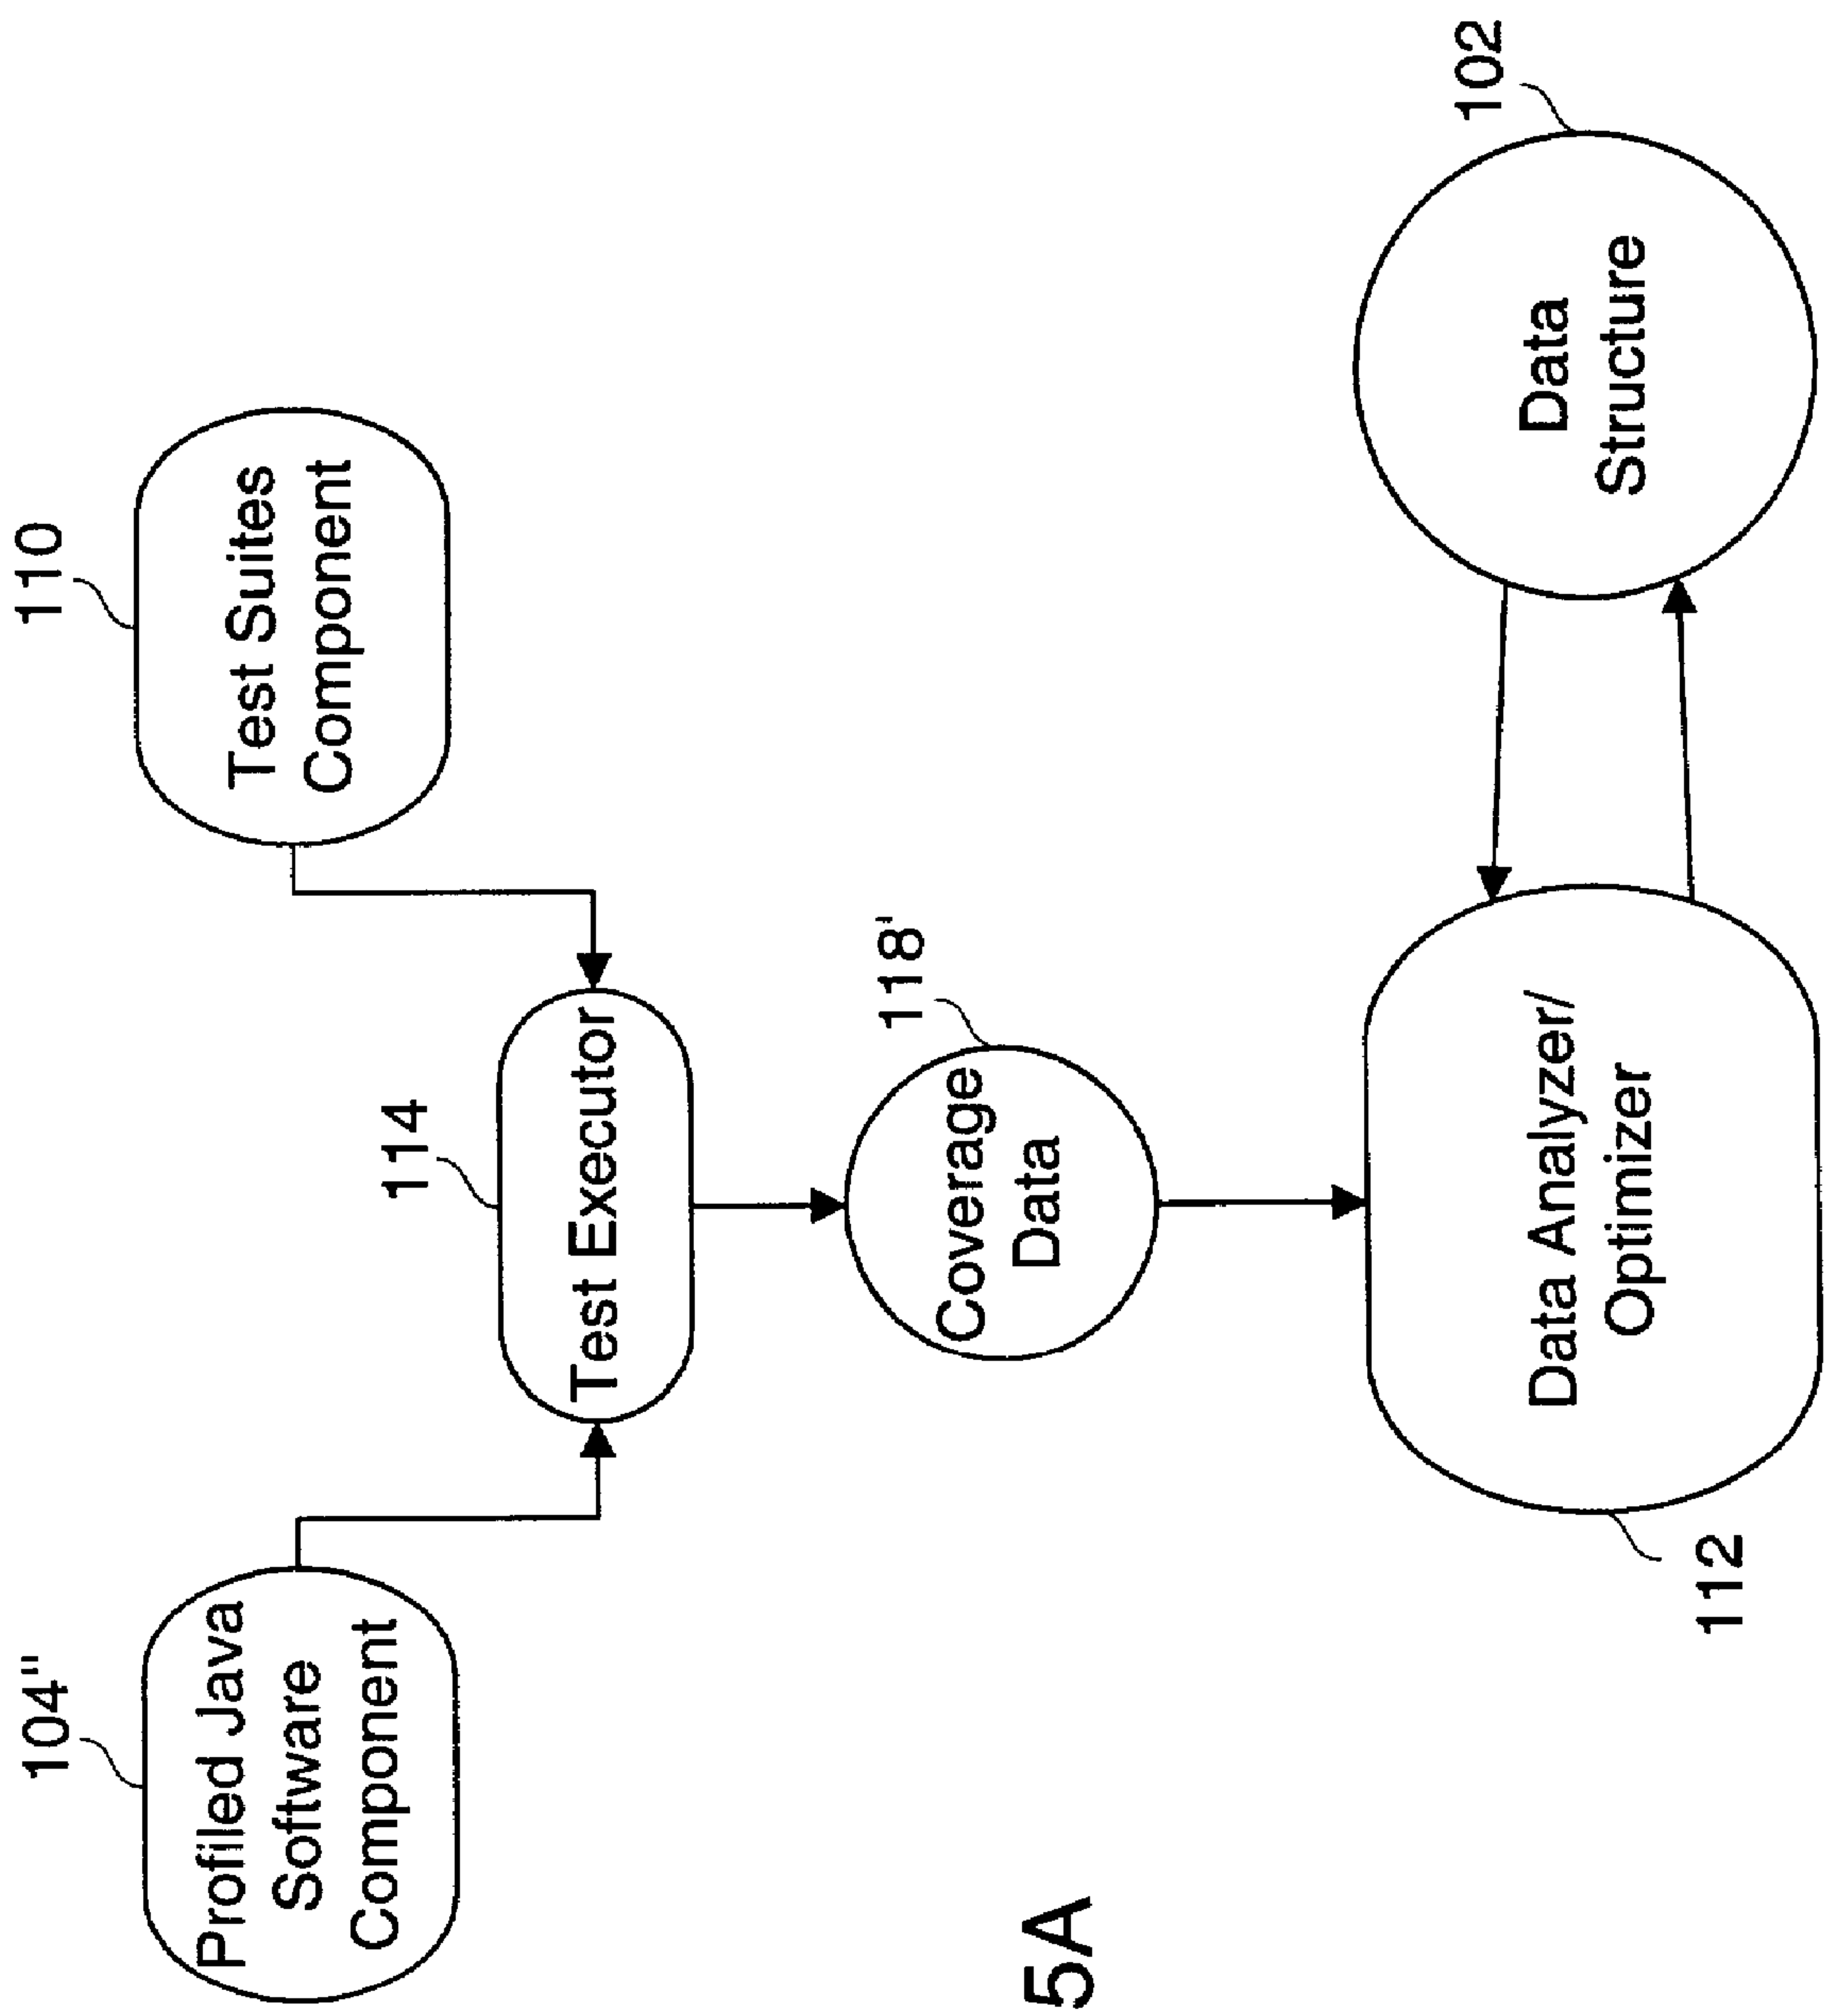 104"
Profiled Java
Software
Component
110
Test Suites
Component
114
Test Executor
118'
Coverage
Data
Data Analyzer/
Optimizer
112
Data
Structure
102
5A